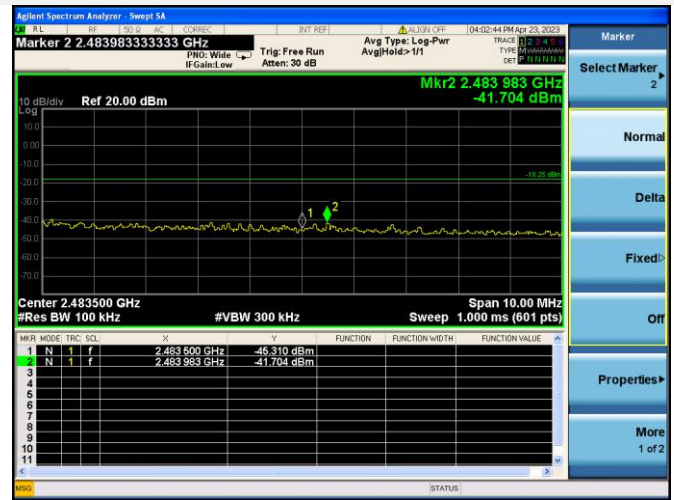 Agilent Spectrum Analyzer - Swept SA
RL RF 50 Ω AC CORREC INT REF ALIGN OFF 04:02:44 PM Apr 23, 2023
Marker 2 2.483983333333 GHz
PNO: Wide Trig: Free Run
IFGain:Low Atten: 30 dB
Avg Type: Log-Pwr
Avg|Hold>1/1
TRACE 1 2 3 4 5 6
TYPE
DET P N N N N N
Mkr2 2.483 983 GHz
-41.704 dBm
10 dB/div Ref 20.00 dBm
Log
10.0
0.00
-10.0
-20.0
-30.0
-40.0
-50.0
-60.0
-70.0
-18.25 dBm
1
2
Center 2.483500 GHz Span 10.00 MHz
#Res BW 100 kHz #VBW 300 kHz Sweep 1.000 ms (601 pts)
MKR MODE TRC SCL X Y FUNCTION FUNCTION WIDTH FUNCTION VALUE
1 N 1 f 2.483 500 GHz -45.310 dBm
2 N 1 f 2.483 983 GHz -41.704 dBm
3
4
5
6
7
8
9
10
11
MSG STATUS
Marker
Select Marker
2
Normal
Delta
Fixed
Off
Properties
More
1 of 2